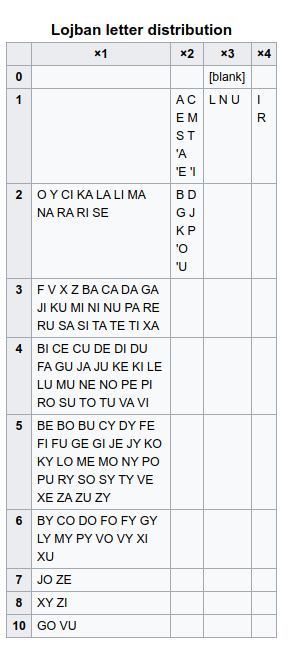 Lojban letter distribution
×1 ×2 ×3 ×4
0 [blank]
1 A C L N U I
E M R
S T
'A
'E 'I
2 O Y CI KA LA LI MA B D
NA RA RI SE G J
K P
'O
'U
3 F V X Z BA CA DA GA
JI KU MI NI NU PA RE
RU SA SI TA TE TI XA
4 BI CE CU DE DI DU
FA GU JA JU KE KI LE
LU MU NE NO PE PI
RO SU TO TU VA VI
5 BE BO BU CY DY FE
FI FU GE GI JE JY KO
KY LO ME MO NY PO
PU RY SO SY TY VE
XE ZA ZU ZY
6 BY CO DO FO FY GY
LY MY PY VO VY XI
XU
7 JO ZE
8 XY ZI
10 GO VU